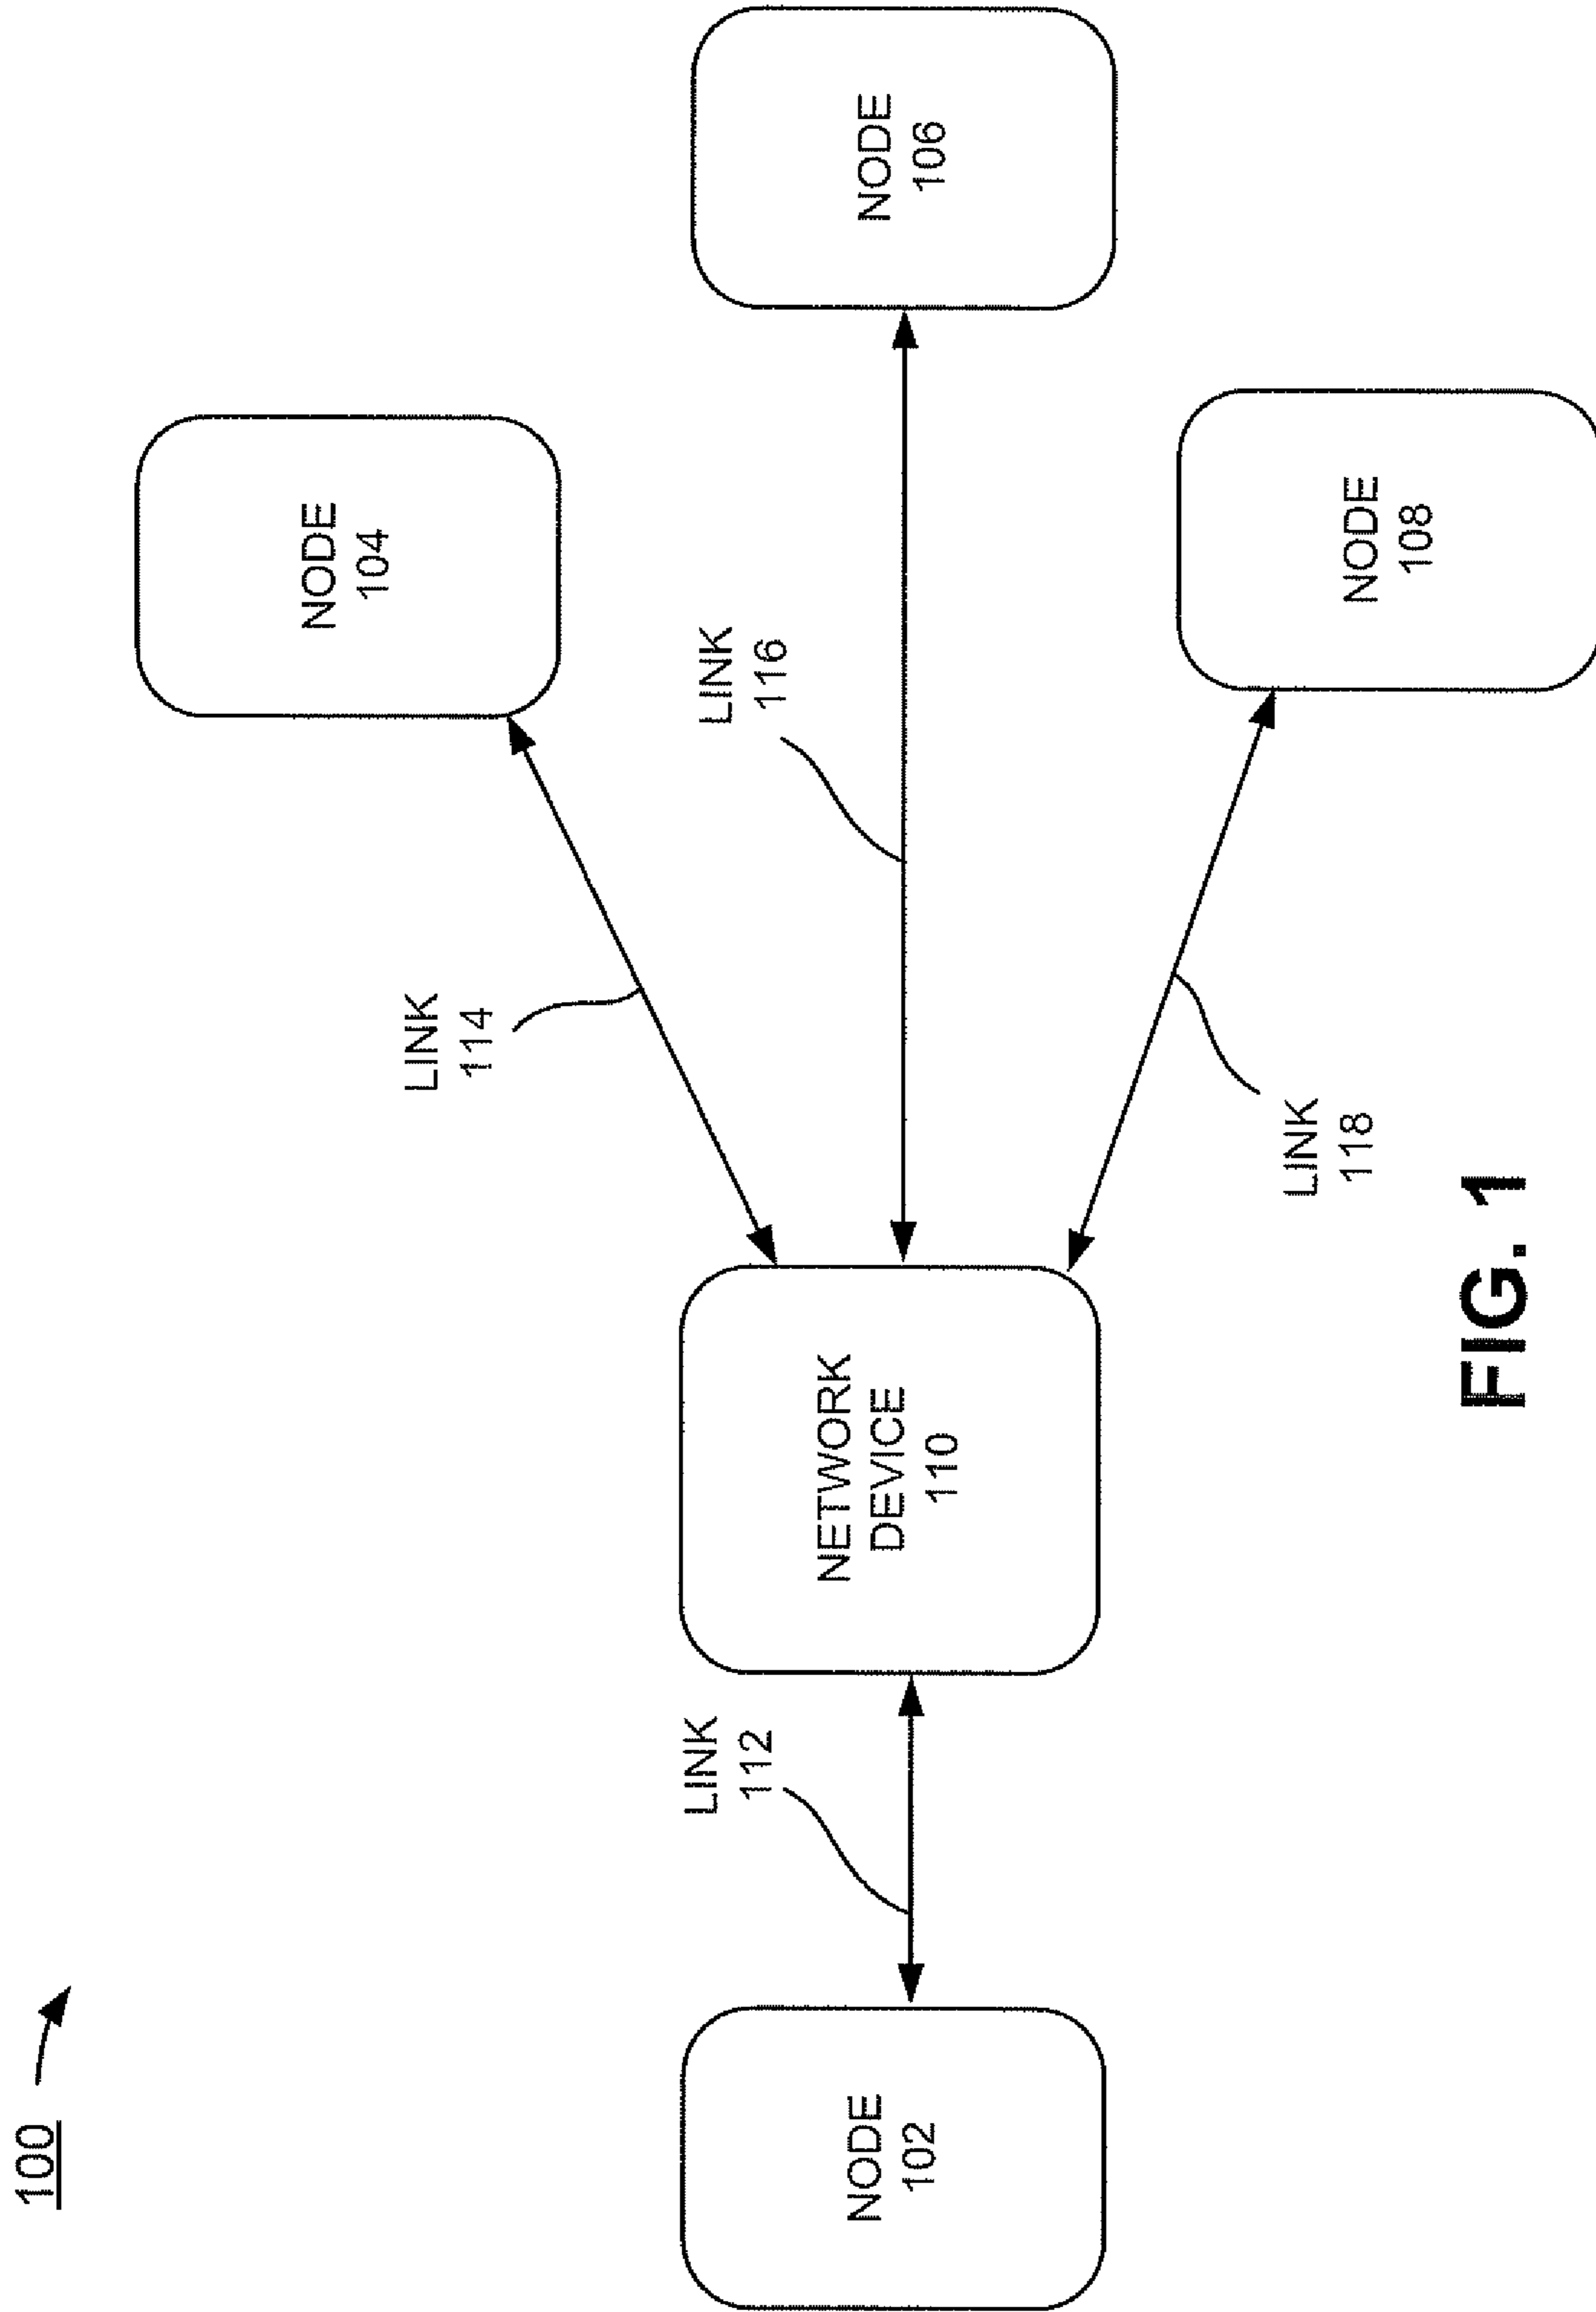 100
NODE
104
LINK
114
LINK
116
NODE
106
LINK
112
NODE
102
NETWORK
DEVICE
110
LINK
118
NODE
108
FIG. 1